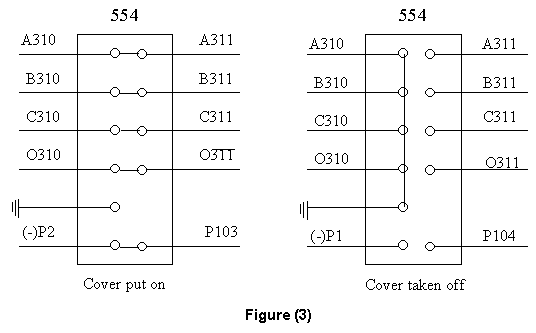 554 554
A310 A311 A310 A311
B310 B311 B310 B311
C310 C311 C310 C311
O310 O311 O310 O311
(-)P2 P103 (-)P1 P104
Cover put on Cover taken off
Figure (3)